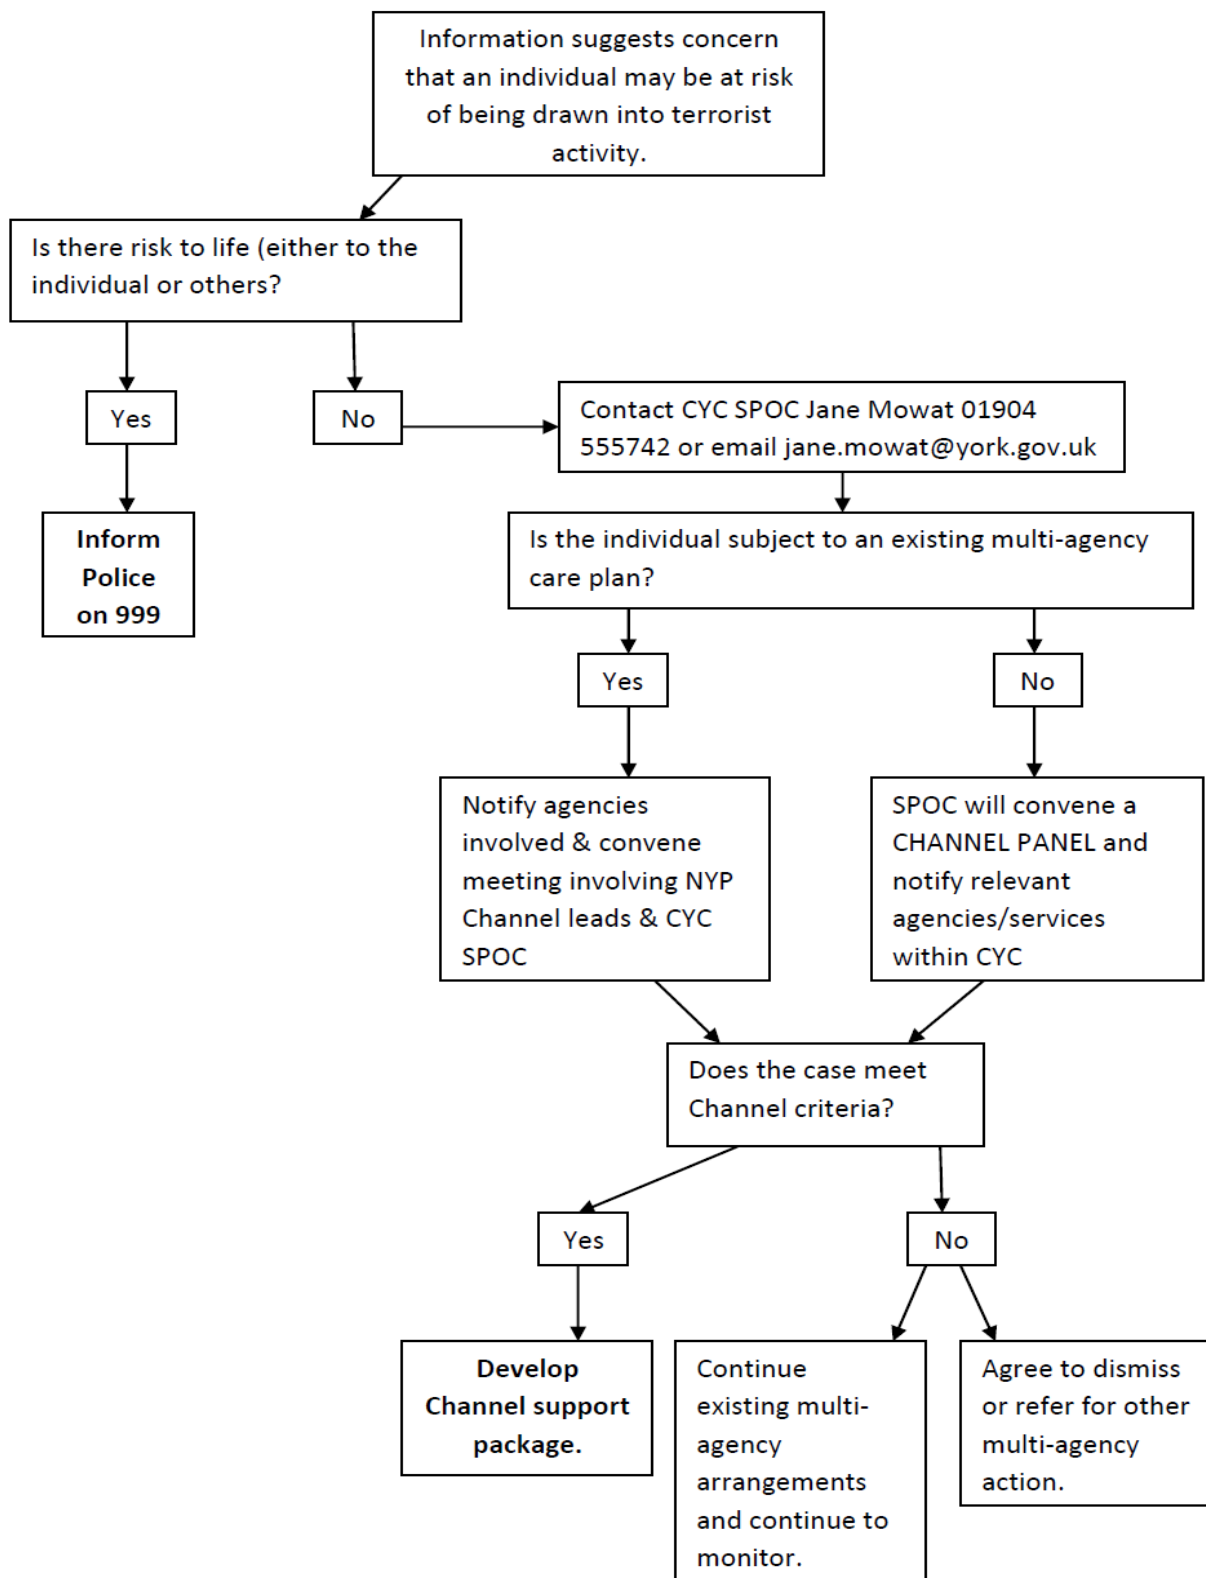 Information suggests concern
that an individual may be at risk
of being drawn into terrorist
activity.
Is there risk to life (either to the
individual or others?
Yes
No
Contact CYC SPOC Jane Mowat 01904
555742 or email jane.mowat@york.gov.uk
Inform
Police
on 999
Is the individual subject to an existing multi-agency
care plan?
Yes
No
Notify agencies
involved & convene
meeting involving NYP
Channel leads & CYC
SPOC
SPOC will convene a
CHANNEL PANEL and
notify relevant
agencies/services
within CYC
Does the case meet
Channel criteria?
Yes
No
Develop
Channel support
package.
Continue
existing multi-
agency
arrangements
and continue to
monitor.
Agree to dismiss
or refer for other
multi-agency
action.